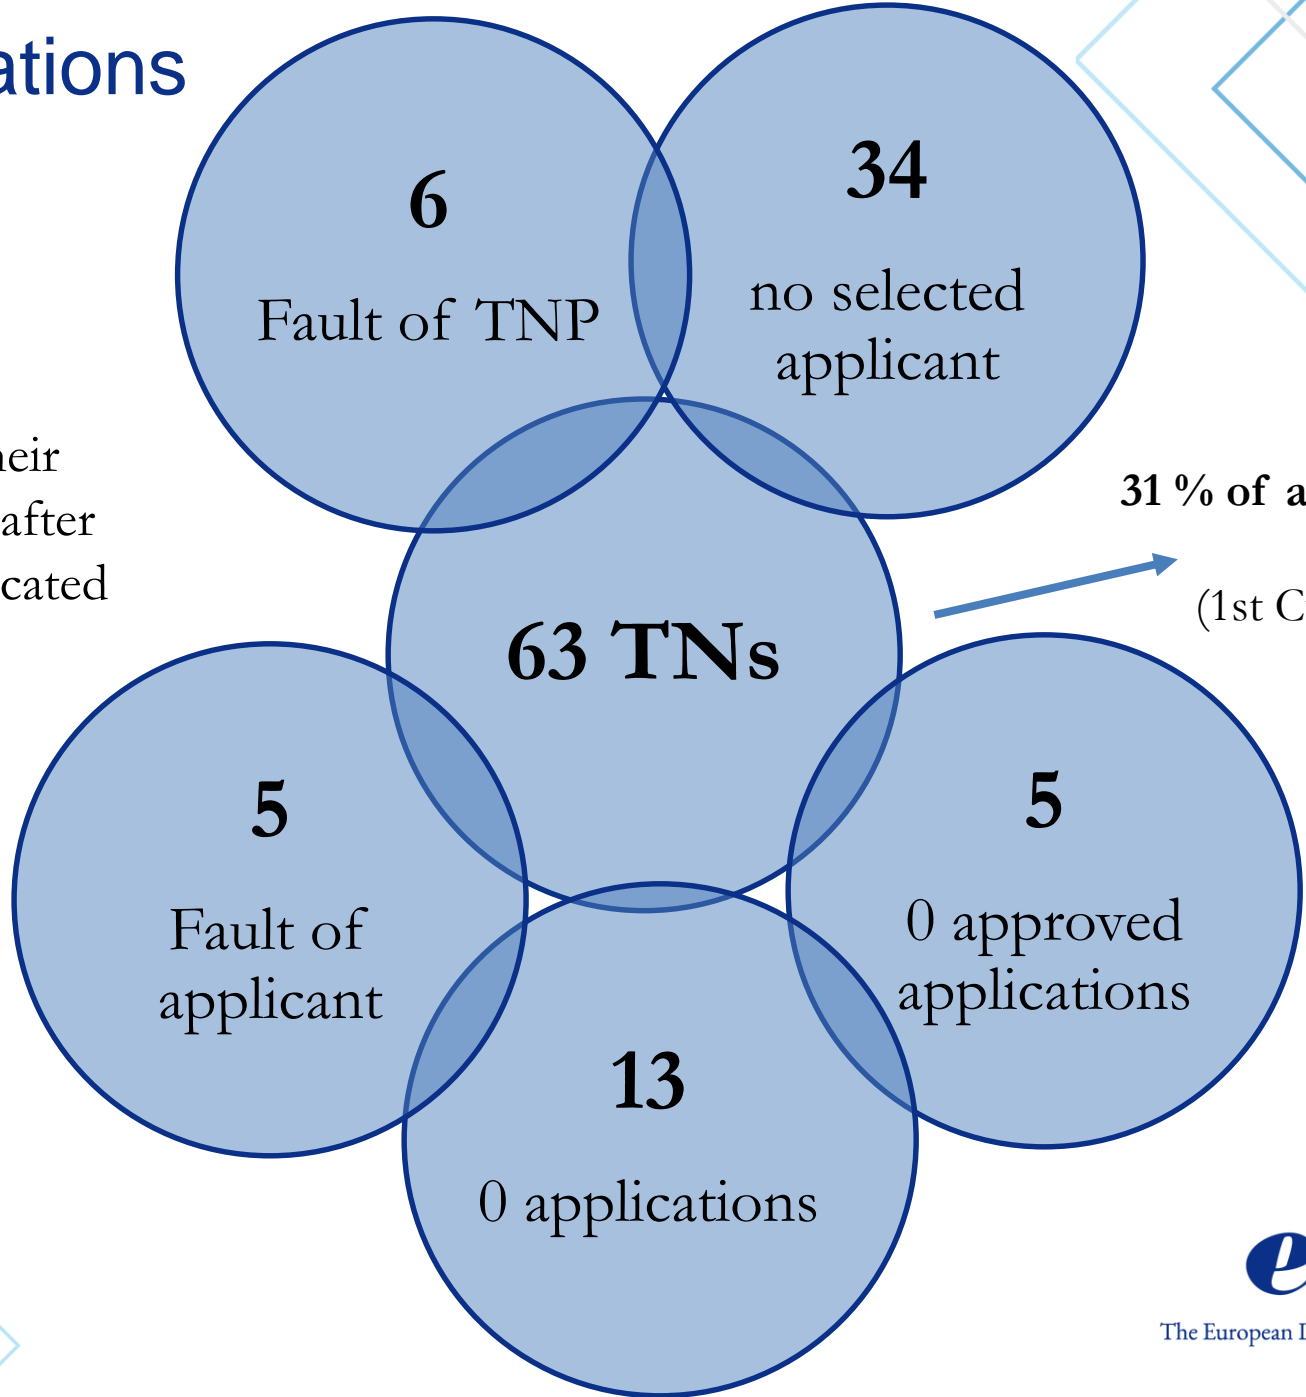 ations
6
Fault of TNP
34
no selected
applicant
heir
after
cated
31 % of a
(1st C
63 TNs
5
Fault of
applicant
5
0 approved
applications
13
0 applications
e
The European